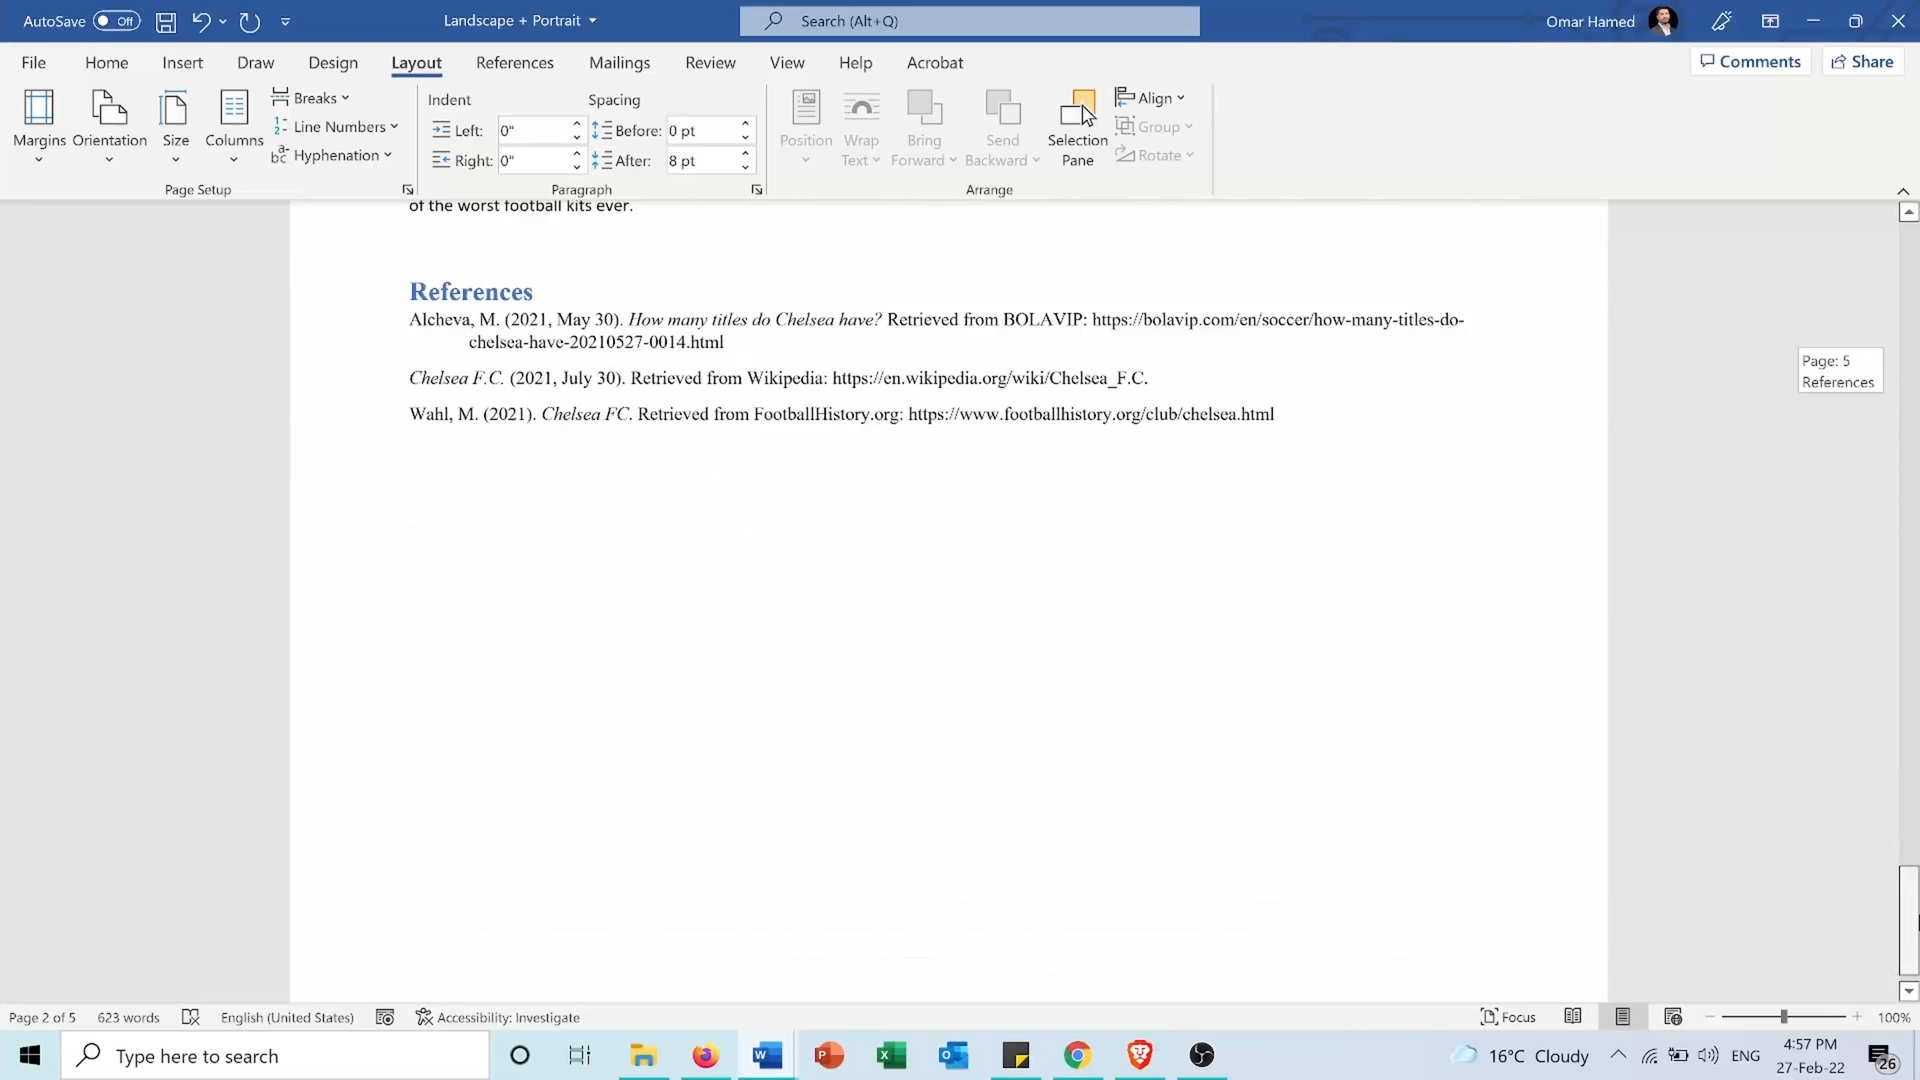 AutoSave Off Landscape + Portrait Search (Alt+Q) Omar Hamed
File Home Insert Draw Design Layout References Mailings Review View Help Acrobat Comments Share
Margins Orientation Size Columns
Breaks
Line Numbers
Hyphenation
Page Setup
Indent Spacing
Left: 0" Before: 0 pt
Right: 0" After: 8 pt
Paragraph
Position Wrap Text Bring Forward Send Backward Selection Pane
Align
Group
Rotate
Arrange
of the worst football kits ever.
References
Alcheva, M. (2021, May 30). How many titles do Chelsea have? Retrieved from BOLAVIP: https://bolavip.com/en/soccer/how-many-titles-do-
chelsea-have-20210527-0014.html
Chelsea F.C. (2021, July 30). Retrieved from Wikipedia: https://en.wikipedia.org/wiki/Chelsea_F.C.
Wahl, M. (2021). Chelsea FC. Retrieved from FootballHistory.org: https://www.footballhistory.org/club/chelsea.html
Page: 5
References
Page 2 of 5 623 words English (United States) Accessibility: Investigate Focus 100%
Type here to search 16°C Cloudy ENG 4:57 PM
27-Feb-22
26